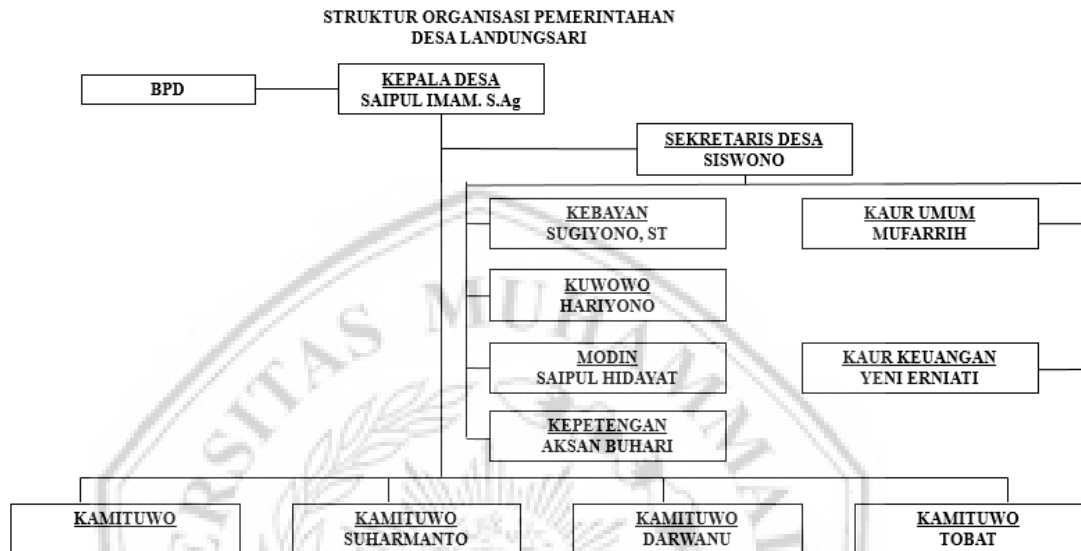 STRUKTUR ORGANISASI PEMERINTAHAN
DESA LANDUNGSARI
BPD
KEPALA DESA
SAIPUL IMAM. S.Ag
SEKRETARIS DESA
SISWONO
KEBAYAN
SUGIYONO, ST
KAUR UMUM
MUFARRIH
KUWOWO
HARIYONO
MODIN
SAIPUL HIDAYAT
KAUR KEUANGAN
YENI ERNIATI
KEPETENGAN
AKSAN BUHARI
KAMITUWO
KAMITUWO
SUHARMANTO
KAMITUWO
DARWANU
KAMITUWO
TOBAT